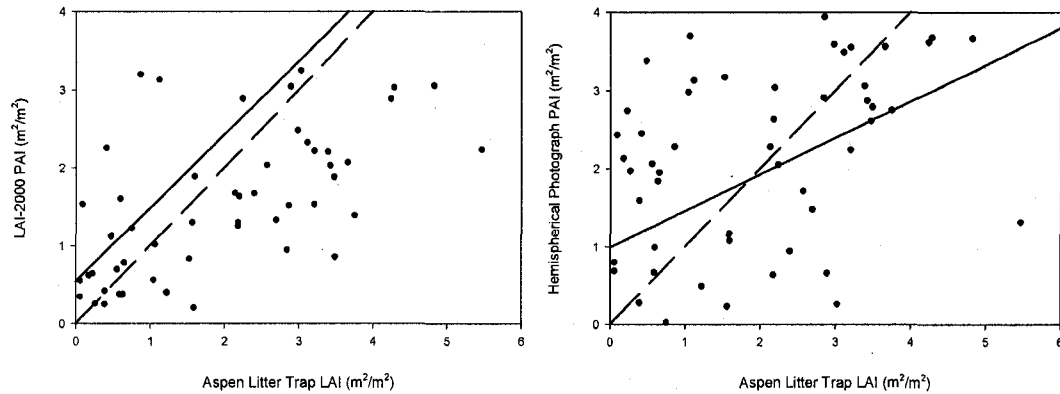 4
3
2
1
0
LAI-2000 PAI (m²/m²)
0 1 2 3 4 5 6
Aspen Litter Trap LAI (m²/m²)
4
3
2
1
0
Hemispherical Photograph PAI (m²/m²)
0 1 2 3 4 5 6
Aspen Litter Trap LAI (m²/m²)